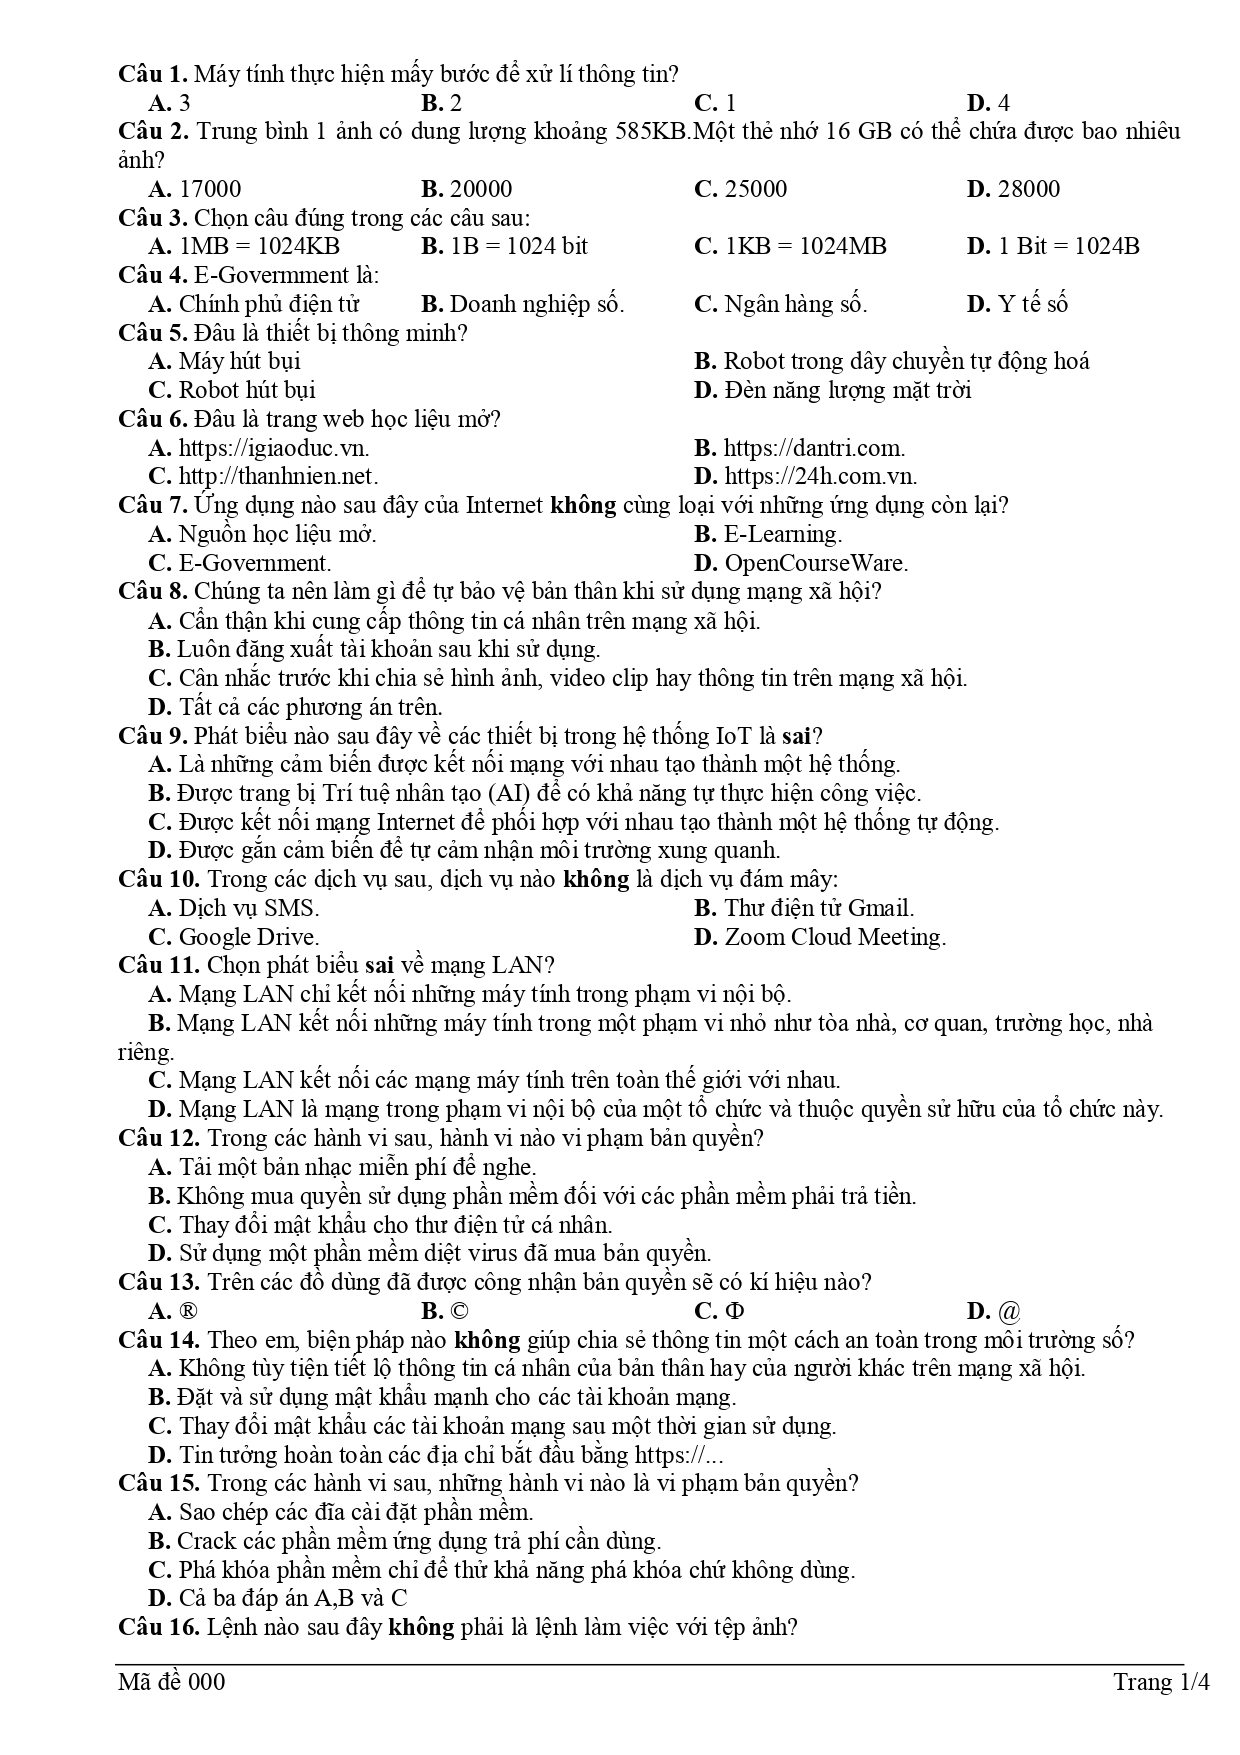 Câu 1. Máy tính thực hiện mấy bước để xử lí thông tin?
A. 3 B. 2 C. 1 D. 4
Câu 2. Trung bình 1 ảnh có dung lượng khoảng 585KB.Một thẻ nhớ 16 GB có thể chứa được bao nhiêu
ảnh?
A. 17000 B. 20000 C. 25000 D. 28000
Câu 3. Chọn câu đúng trong các câu sau:
A. 1MB = 1024KB B. 1B = 1024 bit C. 1KB = 1024MB D. 1 Bit = 1024B
Câu 4. E-Govermment là:
A. Chính phủ điện tử B. Doanh nghiệp số. C. Ngân hàng số. D. Y tế số
Câu 5. Đâu là thiết bị thông minh?
A. Máy hút bụi B. Robot trong dây chuyền tự động hoá
C. Robot hút bụi D. Đèn năng lượng mặt trời
Câu 6. Đâu là trang web học liệu mở?
A. https://igiaoduc.vn. B. https://dantri.com.
C. http://thanhnien.net. D. https://24h.com.vn.
Câu 7. Ứng dụng nào sau đây của Internet không cùng loại với những ứng dụng còn lại?
A. Nguồn học liệu mở. B. E-Learning.
C. E-Government. D. OpenCourseWare.
Câu 8. Chúng ta nên làm gì để tự bảo vệ bản thân khi sử dụng mạng xã hội?
A. Cẩn thận khi cung cấp thông tin cá nhân trên mạng xã hội.
B. Luôn đăng xuất tài khoản sau khi sử dụng.
C. Cân nhắc trước khi chia sẻ hình ảnh, video clip hay thông tin trên mạng xã hội.
D. Tất cả các phương án trên.
Câu 9. Phát biểu nào sau đây về các thiết bị trong hệ thống IoT là sai?
A. Là những cảm biến được kết nối mạng với nhau tạo thành một hệ thống.
B. Được trang bị Trí tuệ nhân tạo (AI) để có khả năng tự thực hiện công việc.
C. Được kết nối mạng Internet để phối hợp với nhau tạo thành một hệ thống tự động.
D. Được gắn cảm biến để tự cảm nhận môi trường xung quanh.
Câu 10. Trong các dịch vụ sau, dịch vụ nào không là dịch vụ đám mây:
A. Dịch vụ SMS. B. Thư điện tử Gmail.
C. Google Drive. D. Zoom Cloud Meeting.
Câu 11. Chọn phát biểu sai về mạng LAN?
A. Mạng LAN chỉ kết nối những máy tính trong phạm vi nội bộ.
B. Mạng LAN kết nối những máy tính trong một phạm vi nhỏ như tòa nhà, cơ quan, trường học, nhà
riêng.
C. Mạng LAN kết nối các mạng máy tính trên toàn thế giới với nhau.
D. Mạng LAN là mạng trong phạm vi nội bộ của một tổ chức và thuộc quyền sử hữu của tổ chức này.
Câu 12. Trong các hành vi sau, hành vi nào vi phạm bản quyền?
A. Tải một bản nhạc miễn phí để nghe.
B. Không mua quyền sử dụng phần mềm đối với các phần mềm phải trả tiền.
C. Thay đổi mật khẩu cho thư điện tử cá nhân.
D. Sử dụng một phần mềm diệt virus đã mua bản quyền.
Câu 13. Trên các đồ dùng đã được công nhận bản quyền sẽ có kí hiệu nào?
A. ® B. © C. Ф D. @
Câu 14. Theo em, biện pháp nào không giúp chia sẻ thông tin một cách an toàn trong môi trường số?
A. Không tùy tiện tiết lộ thông tin cá nhân của bản thân hay của người khác trên mạng xã hội.
B. Đặt và sử dụng mật khẩu mạnh cho các tài khoản mạng.
C. Thay đổi mật khẩu các tài khoản mạng sau một thời gian sử dụng.
D. Tin tưởng hoàn toàn các địa chỉ bắt đầu bằng https://...
Câu 15. Trong các hành vi sau, những hành vi nào là vi phạm bản quyền?
A. Sao chép các đĩa cài đặt phần mềm.
B. Crack các phần mềm ứng dụng trả phí cần dùng.
C. Phá khóa phần mềm chỉ để thử khả năng phá khóa chứ không dùng.
D. Cả ba đáp án A,B và C
Câu 16. Lệnh nào sau đây không phải là lệnh làm việc với tệp ảnh?
Mã đề 000 Trang 1/4